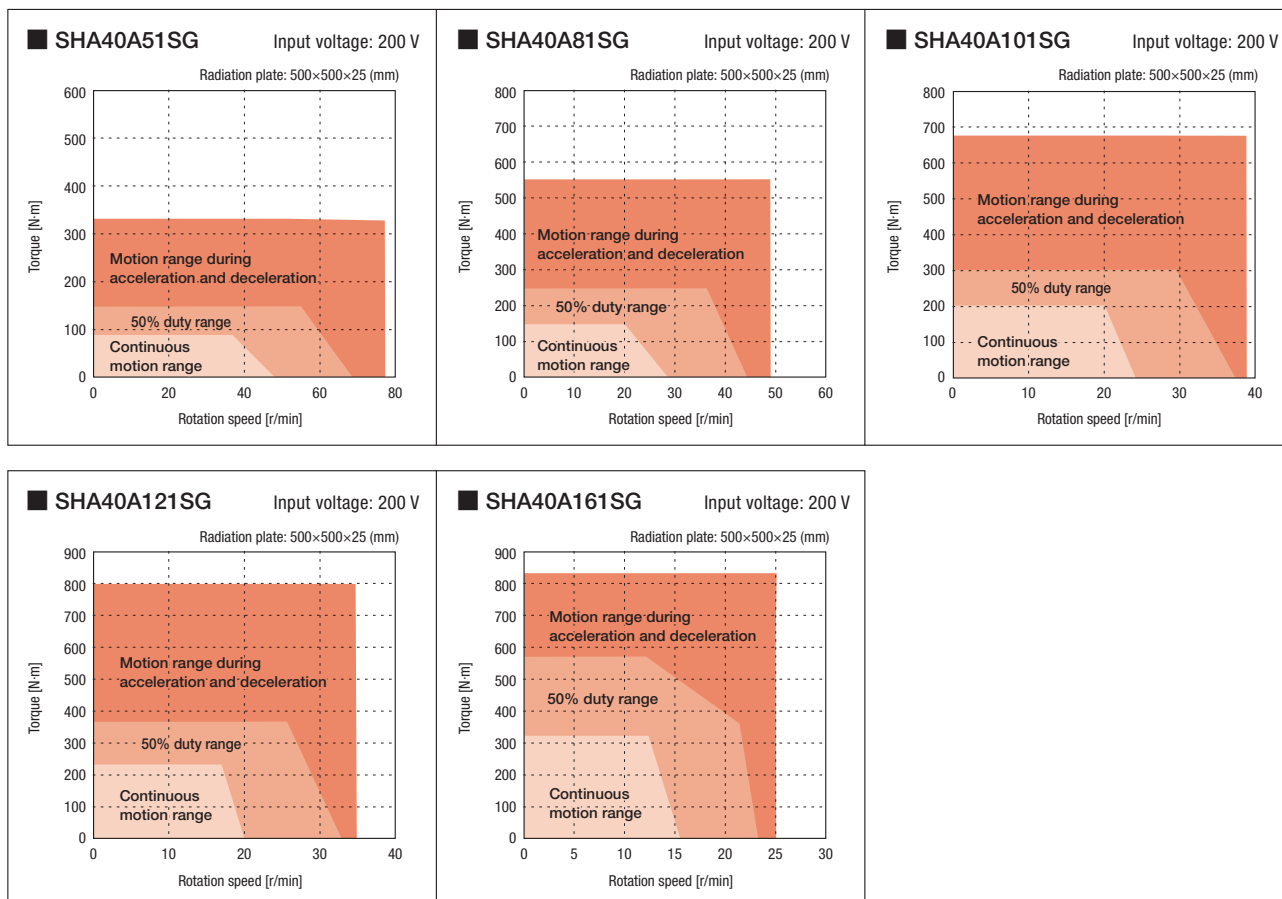 SHA40A51SG Input voltage: 200 V
Radiation plate: 500×500×25 (mm)
600
500
400
300
200
100
0
Torque [N·m]
Motion range during
acceleration and deceleration
50% duty range
Continuous
motion range
0 20 40 60 80
Rotation speed [r/min]
SHA40A81SG Input voltage: 200 V
Radiation plate: 500×500×25 (mm)
800
700
600
500
400
300
200
100
0
Torque [N·m]
Motion range during
acceleration and deceleration
50% duty range
Continuous
motion range
0 10 20 30 40 50 60
Rotation speed [r/min]
SHA40A101SG Input voltage: 200 V
Radiation plate: 500×500×25 (mm)
800
700
600
500
400
300
200
100
0
Torque [N·m]
Motion range during
acceleration and deceleration
50% duty range
Continuous
motion range
0 10 20 30 40
Rotation speed [r/min]
SHA40A121SG Input voltage: 200 V
Radiation plate: 500×500×25 (mm)
900
800
700
600
500
400
300
200
100
0
Torque [N·m]
Motion range during
acceleration and deceleration
50% duty range
Continuous
motion range
0 10 20 30 40
Rotation speed [r/min]
SHA40A161SG Input voltage: 200 V
Radiation plate: 500×500×25 (mm)
900
800
700
600
500
400
300
200
100
0
Torque [N·m]
Motion range during
acceleration and deceleration
50% duty range
Continuous
motion range
0 5 10 15 20 25 30
Rotation speed [r/min]